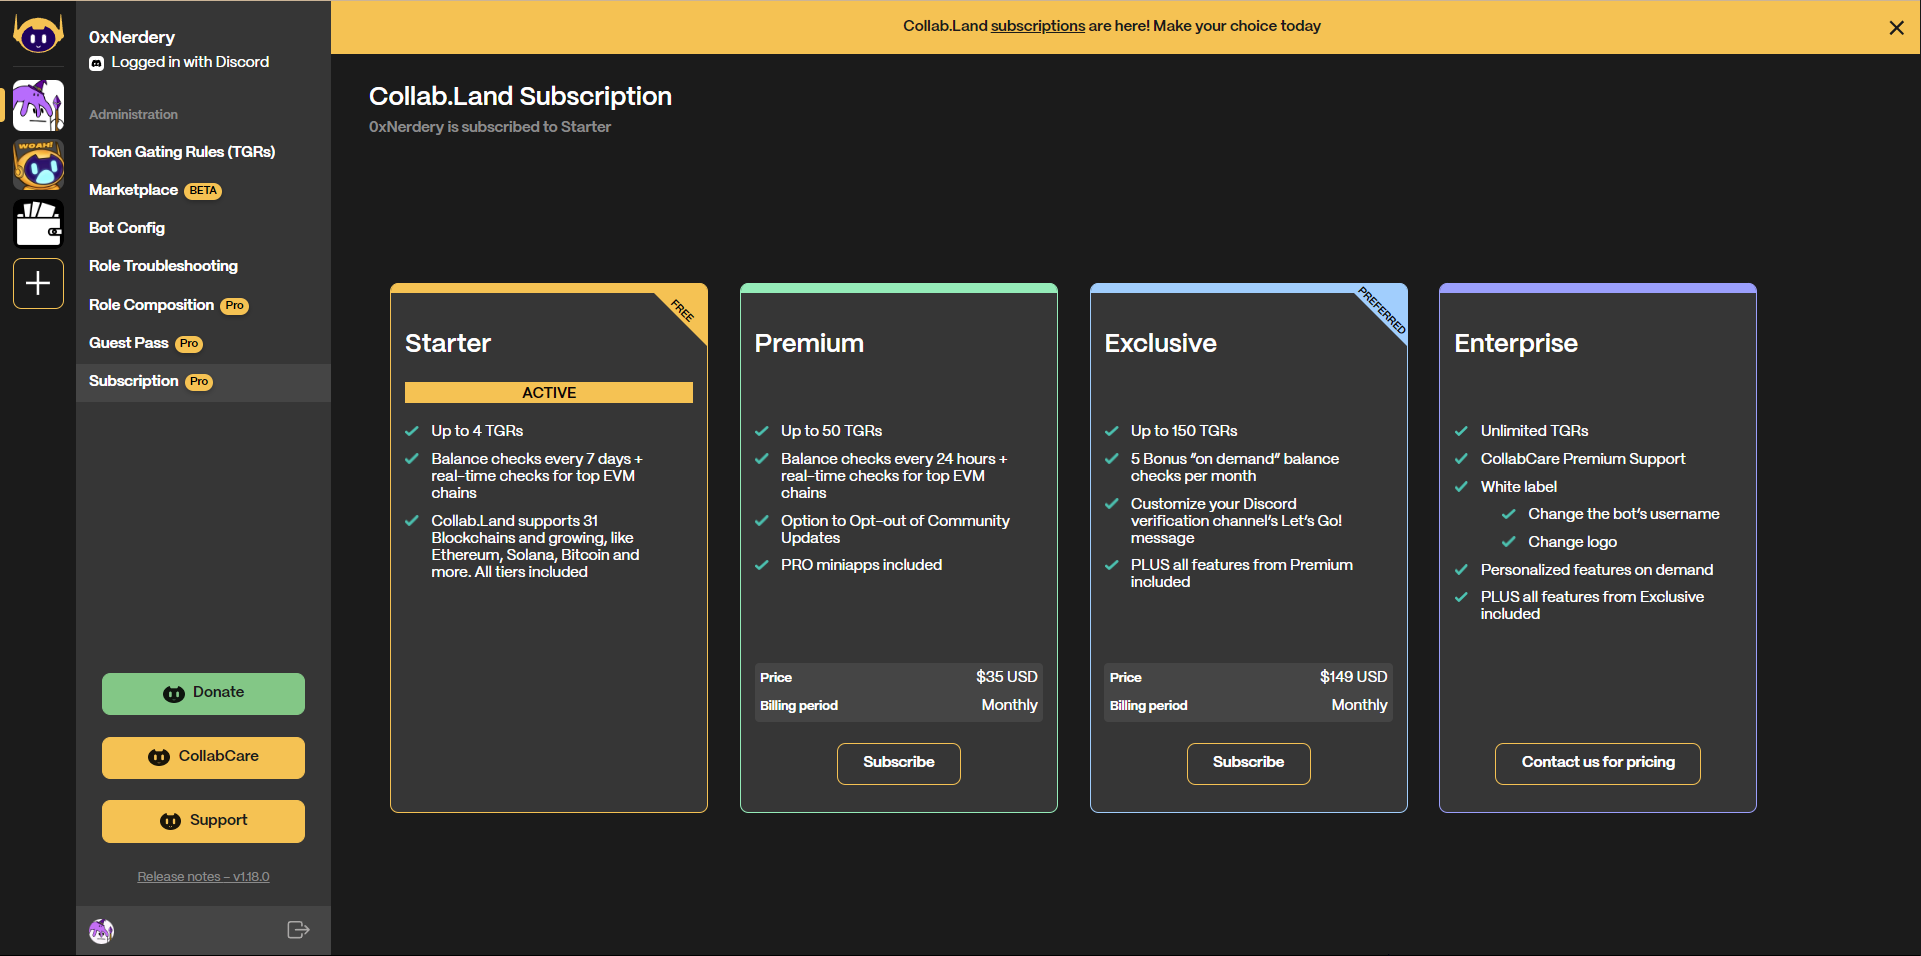 Collab.Land subscriptions are here! Make your choice today
0xNerdery
Logged in with Discord
WOAH!
Administration
Token Gating Rules (TGRs)
Marketplace BETA
Bot Config
Role Troubleshooting
Role Composition Pro
Guest Pass Pro
Subscription Pro
Donate
CollabCare
Support
Release notes - v1.18.0
Collab.Land Subscription
0xNerdery is subscribed to Starter
FREE
Starter
ACTIVE
Up to 4 TGRs
Balance checks every 7 days +
real-time checks for top EVM
chains
Collab.Land supports 31
Blockchains and growing, like
Ethereum, Solana, Bitcoin and
more. All tiers included
Premium
Up to 50 TGRs
Balance checks every 24 hours +
real-time checks for top EVM
chains
Option to Opt-out of Community
Updates
PRO miniapps included
Price $35 USD
Billing period Monthly
Subscribe
PREFERRED
Exclusive
Up to 150 TGRs
5 Bonus "on demand" balance
checks per month
Customize your Discord
verification channel's Let's Go!
message
PLUS all features from Premium
included
Price $149 USD
Billing period Monthly
Subscribe
Enterprise
Unlimited TGRs
CollabCare Premium Support
White label
Change the bot's username
Change logo
Personalized features on demand
PLUS all features from Exclusive
included
Contact us for pricing